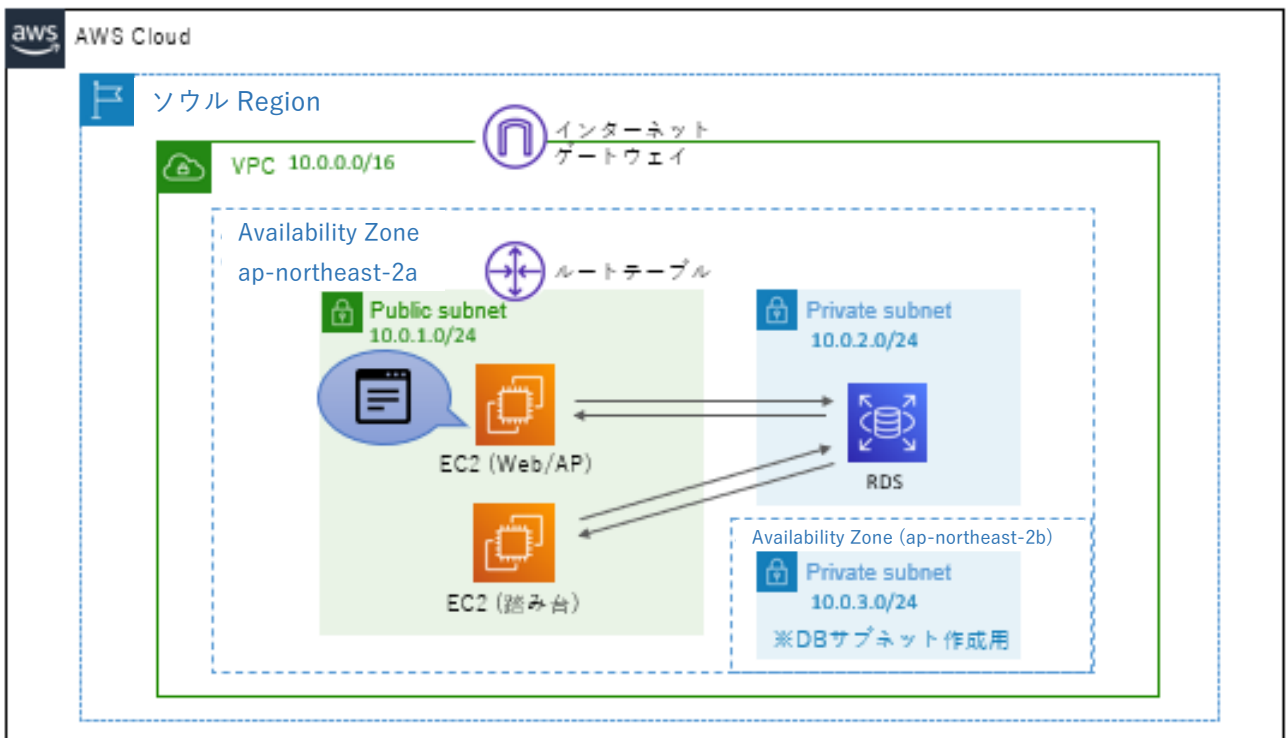 aws
AWS Cloud
ソウル Region
インターネット
ゲートウェイ
VPC 10.0.0.0/16
Availability Zone
ap-northeast-2a
ルートテーブル
Public subnet
10.0.1.0/24
Private subnet
10.0.2.0/24
EC2 (Web/AP)
RDS
EC2 (踏み台)
Availability Zone (ap-northeast-2b)
Private subnet
10.0.3.0/24
※DBサブネット作成用